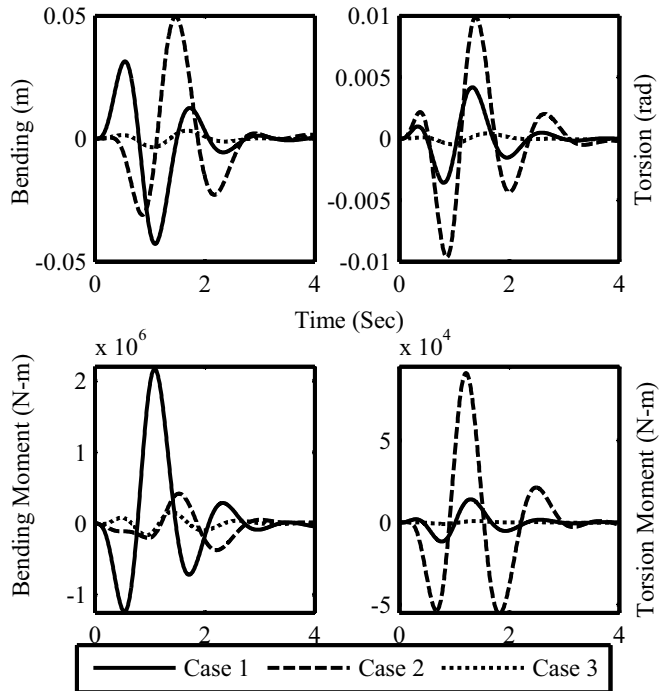 0.05
0
-0.05
Bending (m)
0 2 4
0.01
0.005
0
-0.005
-0.01
Torsion (rad)
0 2 4
Time (Sec)
x 10^6
2
1
0
-1
Bending Moment (N-m)
0 2 4
x 10^4
5
0
-5
Torsion Moment (N-m)
0 2 4
Case 1 Case 2 Case 3